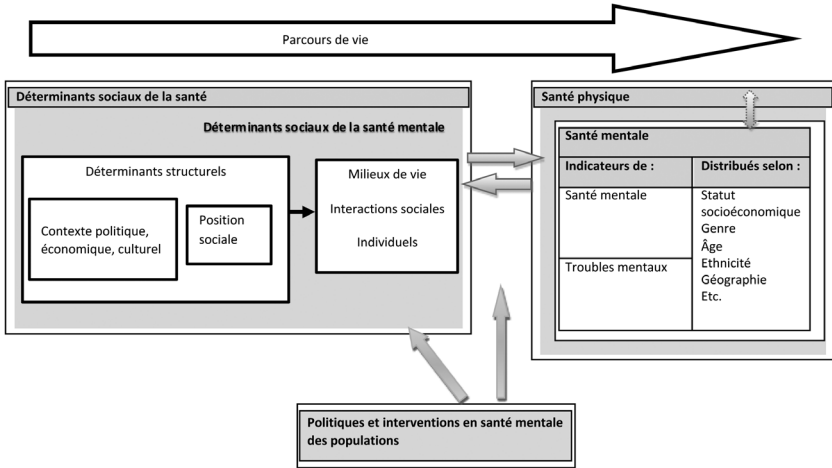 Parcours de vie
Déterminants sociaux de la santé
Déterminants sociaux de la santé mentale
Déterminants structurels
Contexte politique,
économique, culturel
Position
sociale
Milieux de vie
Interactions sociales
Individuels
Santé physique
Santé mentale
Indicateurs de :
Distribués selon :
Santé mentale
Troubles mentaux
Statut
socioéconomique
Genre
Âge
Ethnicité
Géographie
Etc.
Politiques et interventions en santé mentale
des populations